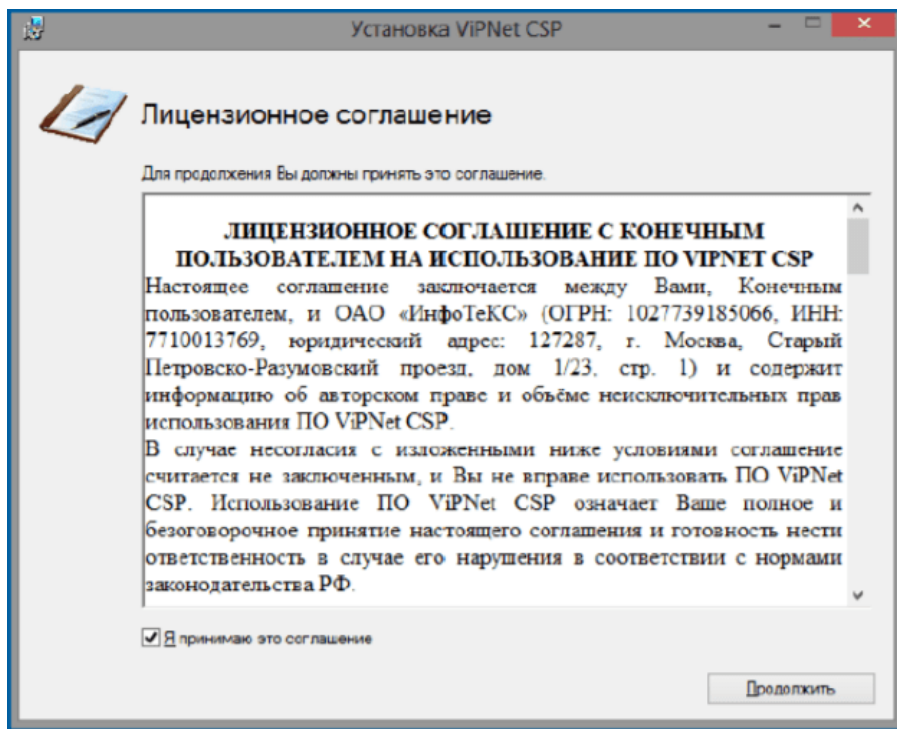 Установка ViPNet CSP
Лицензионное соглашение
Для продолжения Вы должны принять это соглашение.
ЛИЦЕНЗИОННОЕ СОГЛАШЕНИЕ С КОНЕЧНЫМ
ПОЛЬЗОВАТЕЛЕМ НА ИСПОЛЬЗОВАНИЕ ПО VIPNET CSP
Настоящее соглашение заключается между Вами, Конечным
пользователем, и ОАО «ИнфоТеКС» (ОГРН: 1027739185066, ИНН:
7710013769, юридический адрес: 127287, г. Москва, Старый
Петровско-Разумовский проезд, дом 1/23, стр. 1) и содержит
информацию об авторском праве и объёме неисключительных прав
использования ПО ViPNet CSP.
В случае несогласия с изложенными ниже условиями соглашение
считается не заключенным, и Вы не вправе использовать ПО ViPNet
CSP. Использование ПО ViPNet CSP означает Ваше полное и
безоговорочное принятие настоящего соглашения и готовность нести
ответственность в случае его нарушения в соответствии с нормами
законодательства РФ.
Я принимаю это соглашение
Продолжить